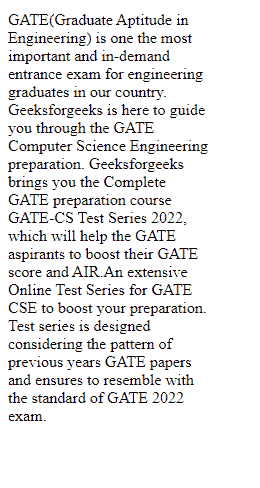 GATE(Graduate Aptitude in
Engineering) is one the most
important and in-demand
entrance exam for engineering
graduates in our country.
Geeksforgeeks is here to guide
you through the GATE
Computer Science Engineering
preparation. Geeksforgeeks
brings you the Complete
GATE preparation course
GATE-CS Test Series 2022,
which will help the GATE
aspirants to boost their GATE
score and AIR.An extensive
Online Test Series for GATE
CSE to boost your preparation.
Test series is designed
considering the pattern of
previous years GATE papers
and ensures to resemble with
the standard of GATE 2022
exam.